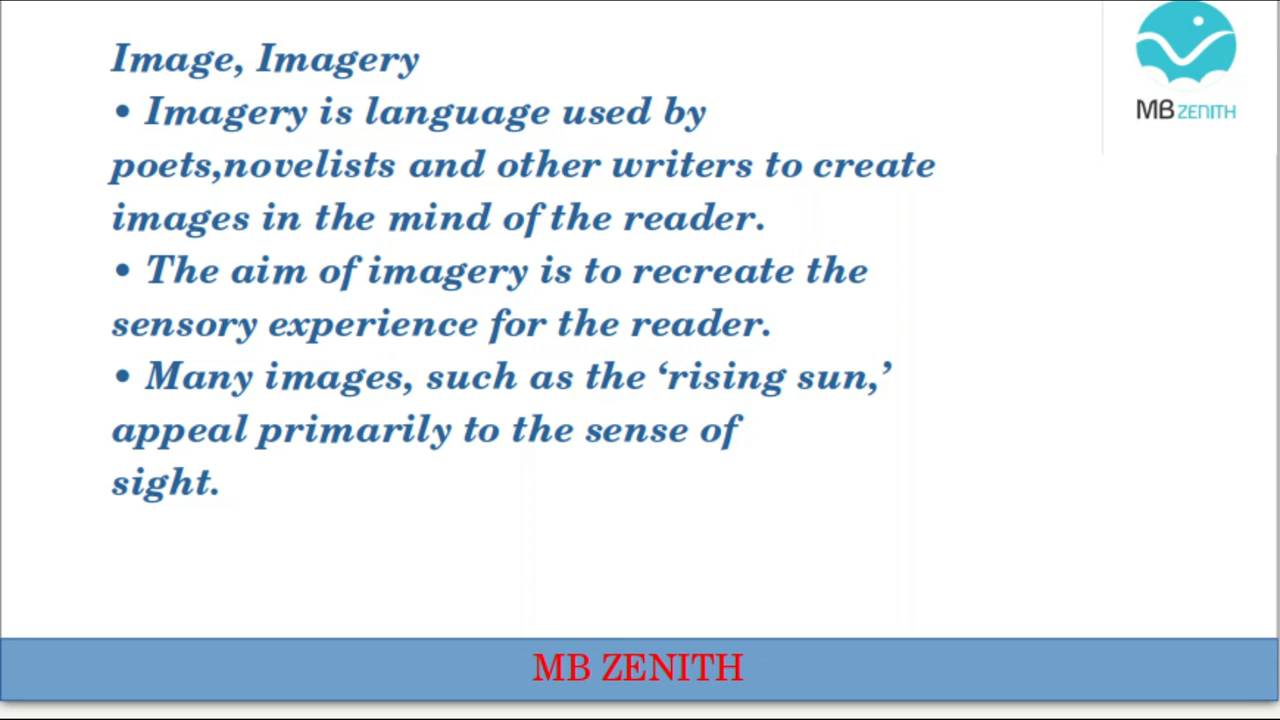 Image, Imagery
• Imagery is language used by
poets,novelists and other writers to create
images in the mind of the reader.
• The aim of imagery is to recreate the
sensory experience for the reader.
• Many images, such as the ‘rising sun,’
appeal primarily to the sense of
sight.
MB ZENITH
MB ZENITH